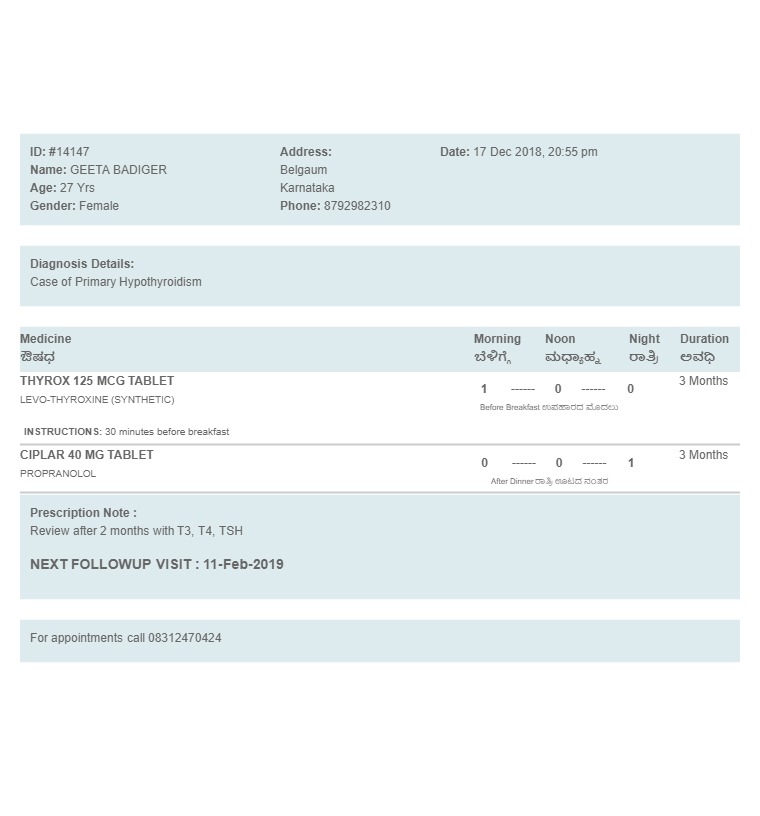 ID: #14147
Name: GEETA BADIGER
Age: 27 Yrs
Gender: Female
Address:
Belgaum
Karnataka
Phone: 8792982310
Date: 17 Dec 2018, 20:55 pm
Diagnosis Details:
Case of Primary Hypothyroidism
Medicine Morning Noon Night Duration
ಔಷಧ ಬೆಳಿಗ್ಗೆ ಮಧ್ಯಾಹ್ನ ರಾತ್ರಿ ಅವಧಿ
THYROX 125 MCG TABLET 3 Months
1 ------ 0 ------ 0
LEVO-THYROXINE (SYNTHETIC)
Before Breakfast ಉಪಹಾರದ ಮೊದಲು
INSTRUCTIONS: 30 minutes before breakfast
CIPLAR 40 MG TABLET 3 Months
0 ------ 0 ------ 1
PROPRANOLOL
After Dinner ರಾತ್ರಿ ಊಟದ ನಂತರ
Prescription Note :
Review after 2 months with T3, T4, TSH
NEXT FOLLOWUP VISIT : 11-Feb-2019
For appointments call 08312470424